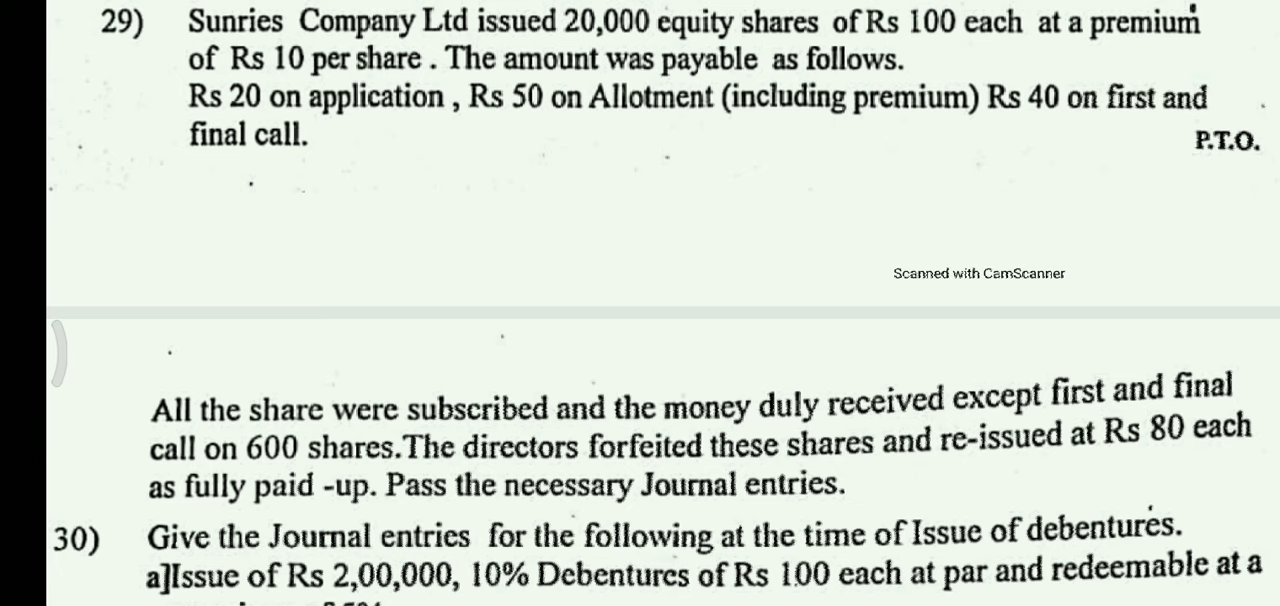 29) Sunries Company Ltd issued 20,000 equity shares of Rs 100 each at a premium
of Rs 10 per share . The amount was payable as follows.
Rs 20 on application , Rs 50 on Allotment (including premium) Rs 40 on first and
final call.
P.T.O.
Scanned with CamScanner
All the share were subscribed and the money duly received except first and final
call on 600 shares.The directors forfeited these shares and re-issued at Rs 80 each
as fully paid -up. Pass the necessary Journal entries.
30) Give the Journal entries for the following at the time of Issue of debentures.
a]Issue of Rs 2,00,000, 10% Debentures of Rs 100 each at par and redeemable at a